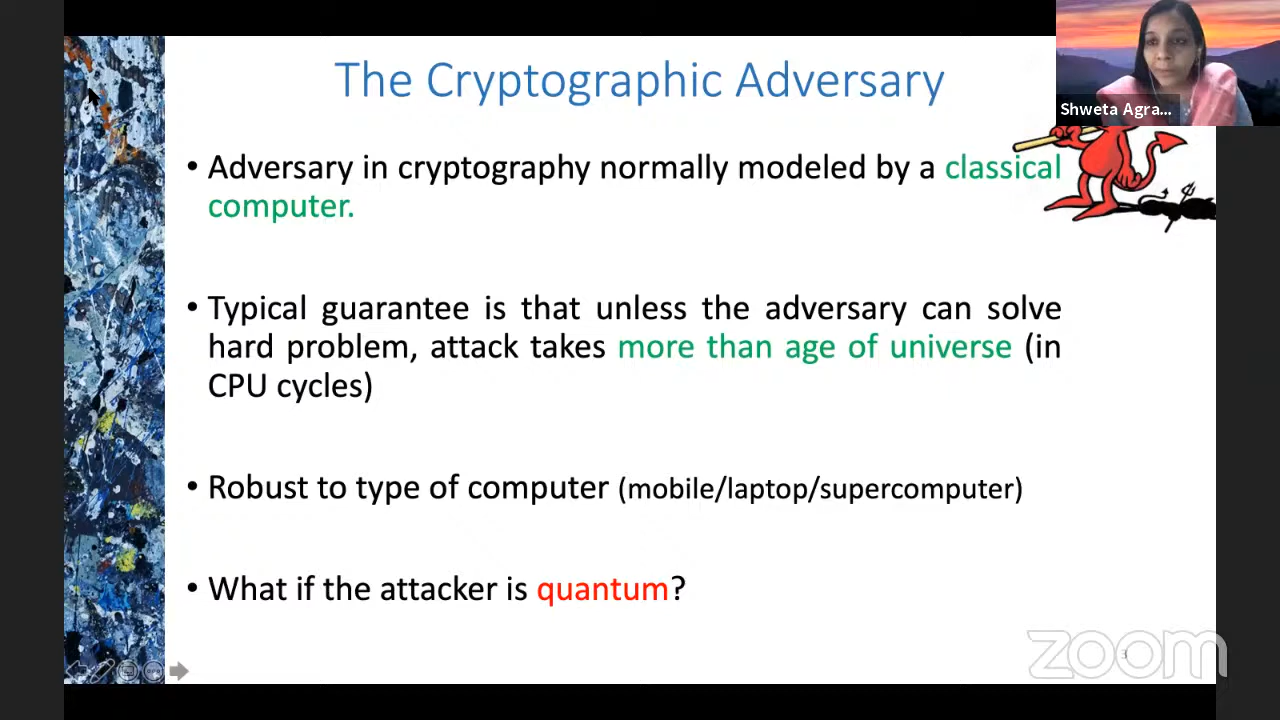 The Cryptographic Adversary
Shweta Agra...
• Adversary in cryptography normally modeled by a classical
computer.
• Typical guarantee is that unless the adversary can solve
hard problem, attack takes more than age of universe (in
CPU cycles)
• Robust to type of computer (mobile/laptop/supercomputer)
• What if the attacker is quantum?
zoom
3